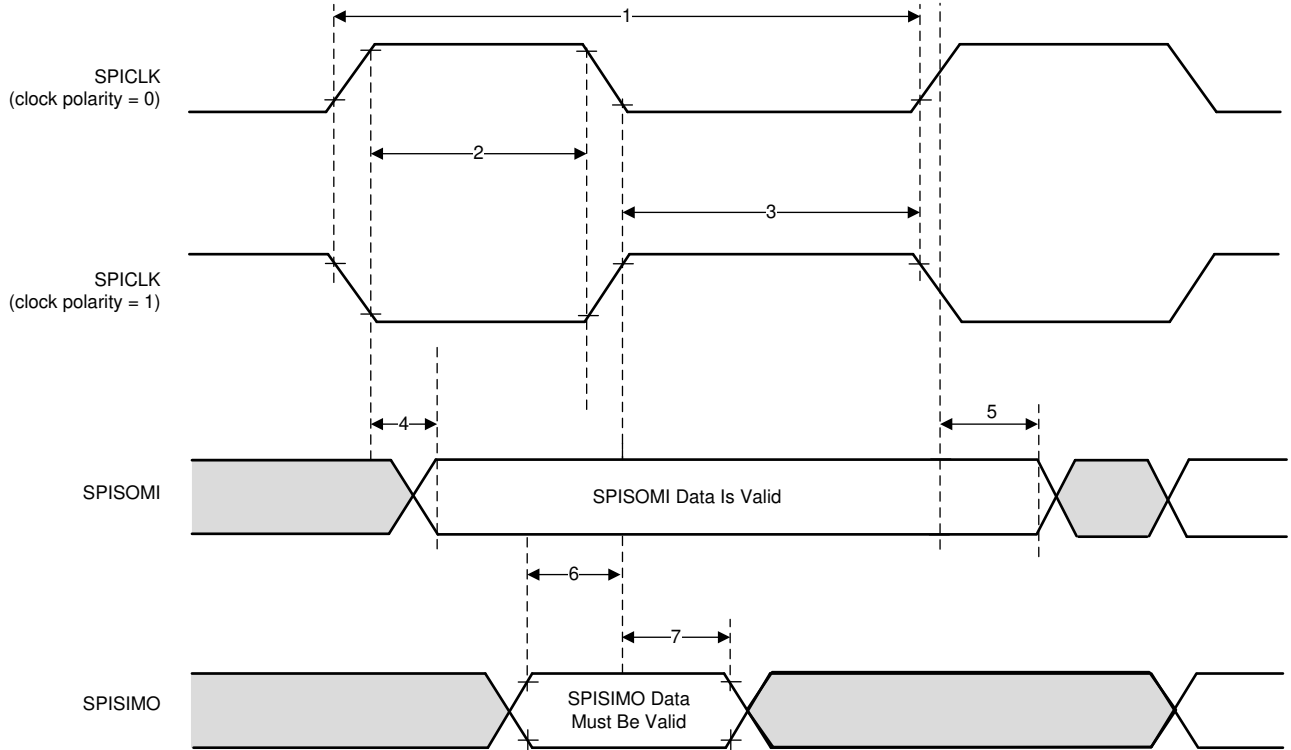 1
SPICLK
(clock polarity = 0)
2
3
SPICLK
(clock polarity = 1)
4
5
SPISOMI
SPISOMI Data Is Valid
6
7
SPISIMO
SPISIMO Data
Must Be Valid